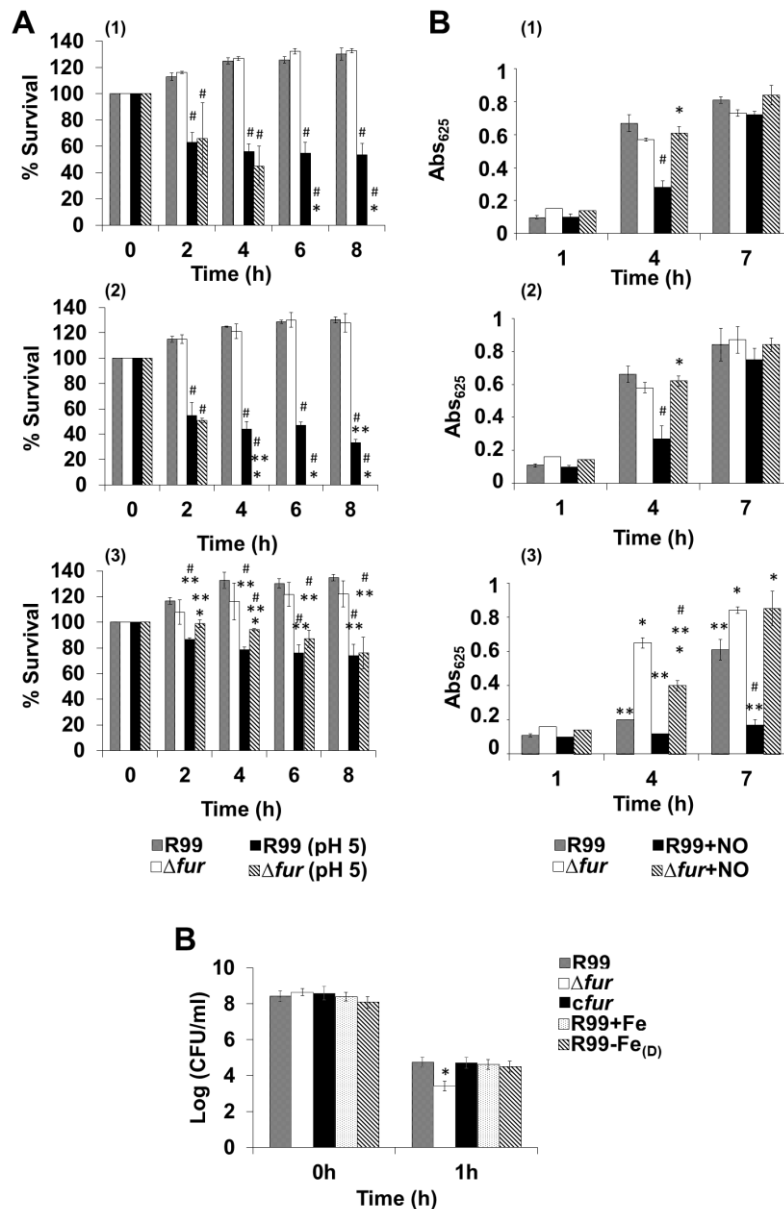 A
(1)
% Survival
140
120
100
80
60
40
20
0
# # # # # # # *
# *
0 2 4 6 8
Time (h)
(2)
% Survival
140
120
100
80
60
40
20
0
# # # # ** * # # * # ** # *
0 2 4 6 8
Time (h)
(3)
% Survival
140
120
100
80
60
40
20
0
# ** ** * # ** # ** * # ** # ** # ** # **
0 2 4 6 8
Time (h)
R99 R99 (pH 5)
Δfur Δfur (pH 5)
B
(1)
Abs625
1
0.8
0.6
0.4
0.2
0
# *
1 4 7
Time (h)
(2)
Abs625
1
0.8
0.6
0.4
0.2
0
# *
1 4 7
Time (h)
(3)
Abs625
1
0.8
0.6
0.4
0.2
0
** * ** # ** * ** * # ** *
1 4 7
Time (h)
R99 R99+NO
Δfur Δfur+NO
B
Log (CFU/ml)
10
8
6
4
2
0
*
0h 1h
Time (h)
R99
Δfur
cfur
R99+Fe
R99-Fe(D)